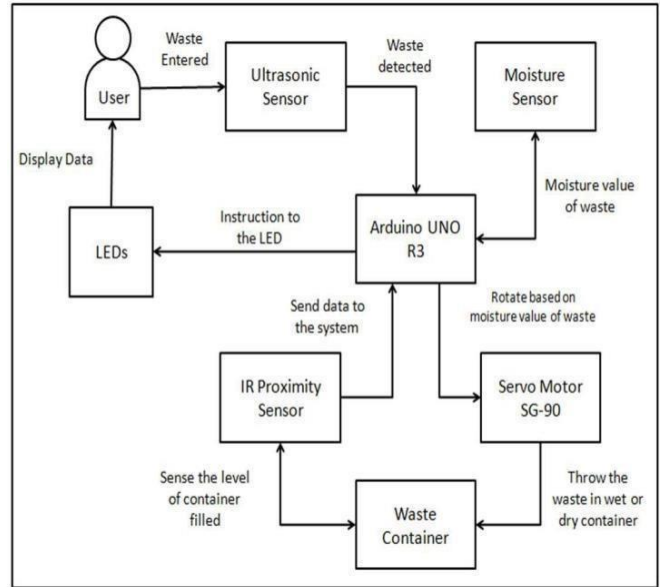 Waste
Entered
User
Ultrasonic
Sensor
Waste
detected
Moisture
Sensor
Display Data
LEDs
Instruction to
the LED
Arduino UNO
R3
Moisture value
of waste
Send data to
the system
Rotate based on
moisture value of waste
IR Proximity
Sensor
Servo Motor
SG-90
Sense the level
of container
filled
Waste
Container
Throw the
waste in wet or
dry container